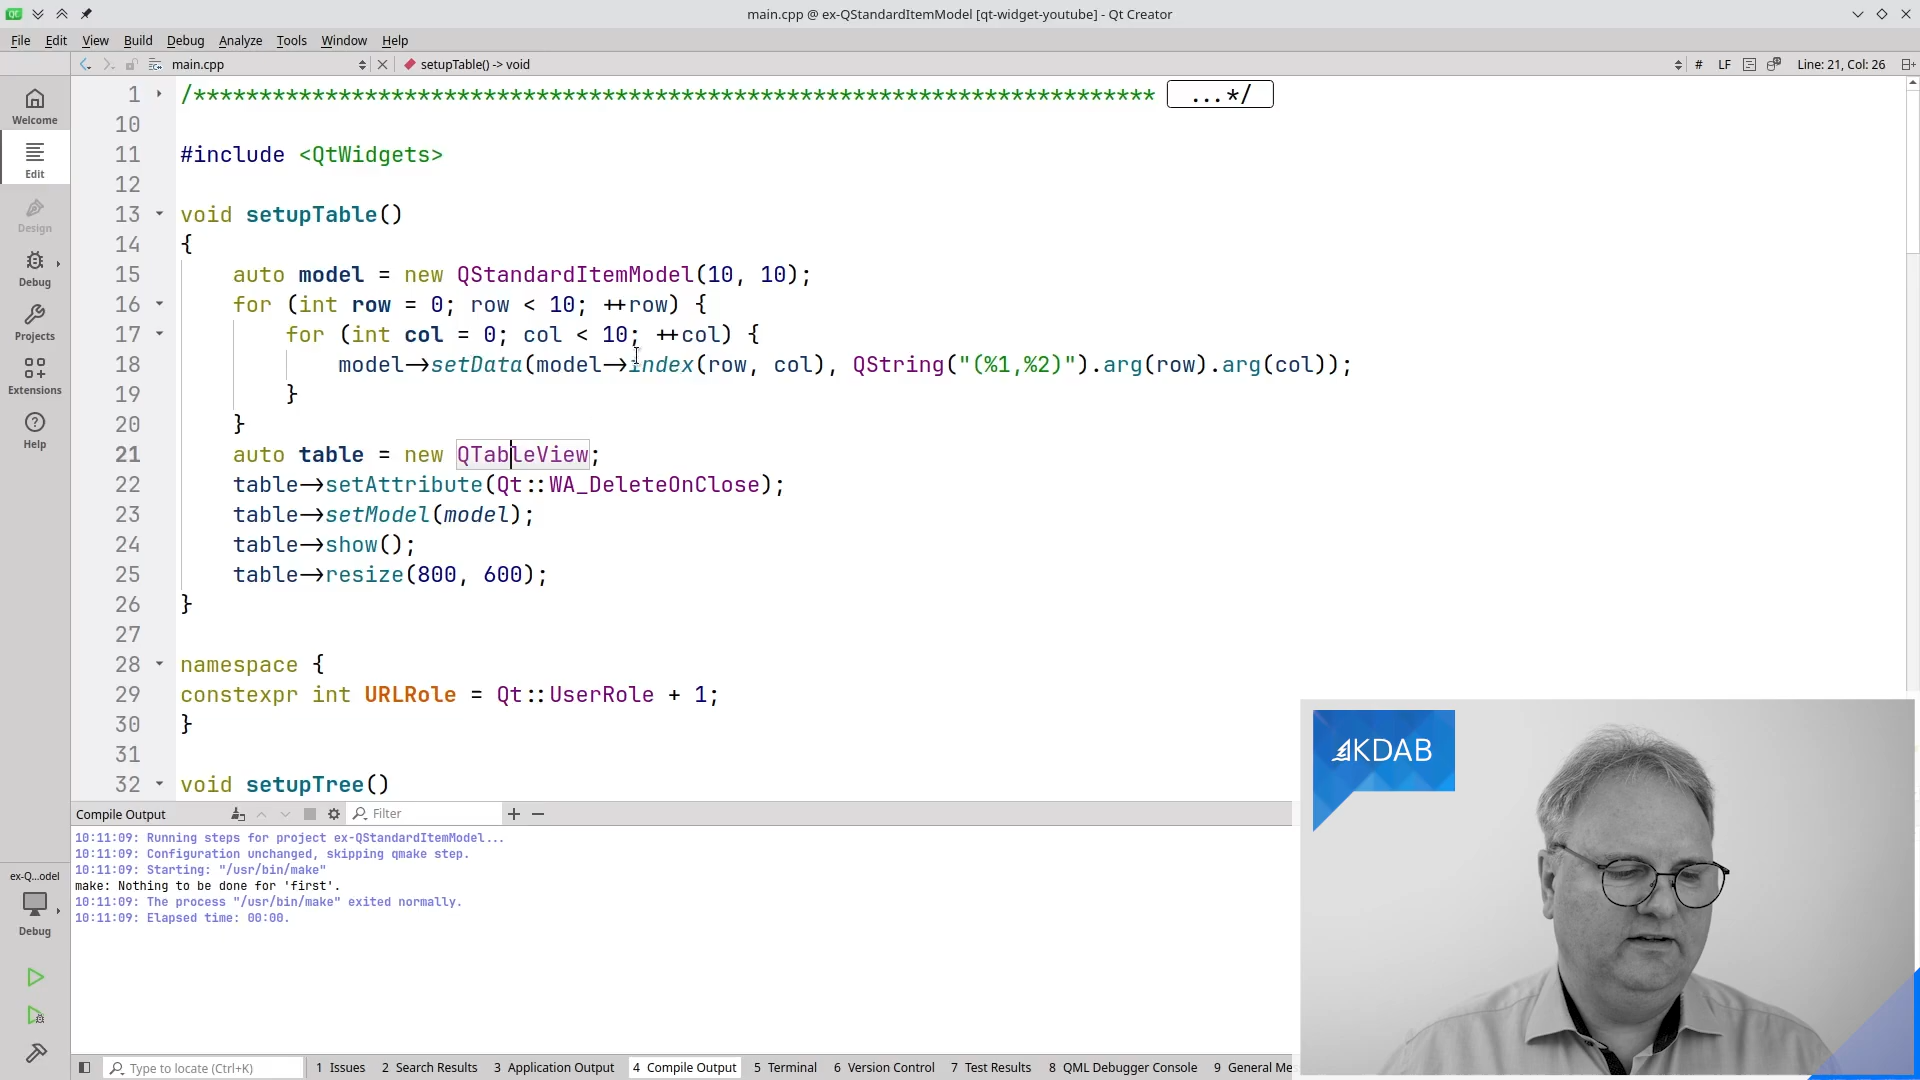 main.cpp @ ex-QStandardItemModel [qt-widget-youtube] - Qt Creator
File Edit View Build Debug Analyze Tools Window Help
main.cpp
setupTable() -> void
# LF Line: 21, Col: 26
Welcome
Edit
Design
Debug
Projects
Extensions
Help
1 /************************************************************************* ...*/
10
11 #include <QtWidgets>
12
13 void setupTable()
14 {
15 auto model = new QStandardItemModel(10, 10);
16 for (int row = 0; row < 10; ++row) {
17 for (int col = 0; col < 10; ++col) {
18 model->setData(model->index(row, col), QString("(%1,%2)").arg(row).arg(col));
19 }
20 }
21 auto table = new QTableView;
22 table->setAttribute(Qt::WA_DeleteOnClose);
23 table->setModel(model);
24 table->show();
25 table->resize(800, 600);
26 }
27
28 namespace {
29 constexpr int URLRole = Qt::UserRole + 1;
30 }
31
32 void setupTree()
KDAB
Compile Output Filter
10:11:09: Running steps for project ex-QStandardItemModel...
10:11:09: Configuration unchanged, skipping qmake step.
10:11:09: Starting: "/usr/bin/make"
make: Nothing to be done for 'first'.
10:11:09: The process "/usr/bin/make" exited normally.
10:11:09: Elapsed time: 00:00.
ex-Q...odel
Debug
Type to locate (Ctrl+K) 1 Issues 2 Search Results 3 Application Output 4 Compile Output 5 Terminal 6 Version Control 7 Test Results 8 QML Debugger Console 9 General Me